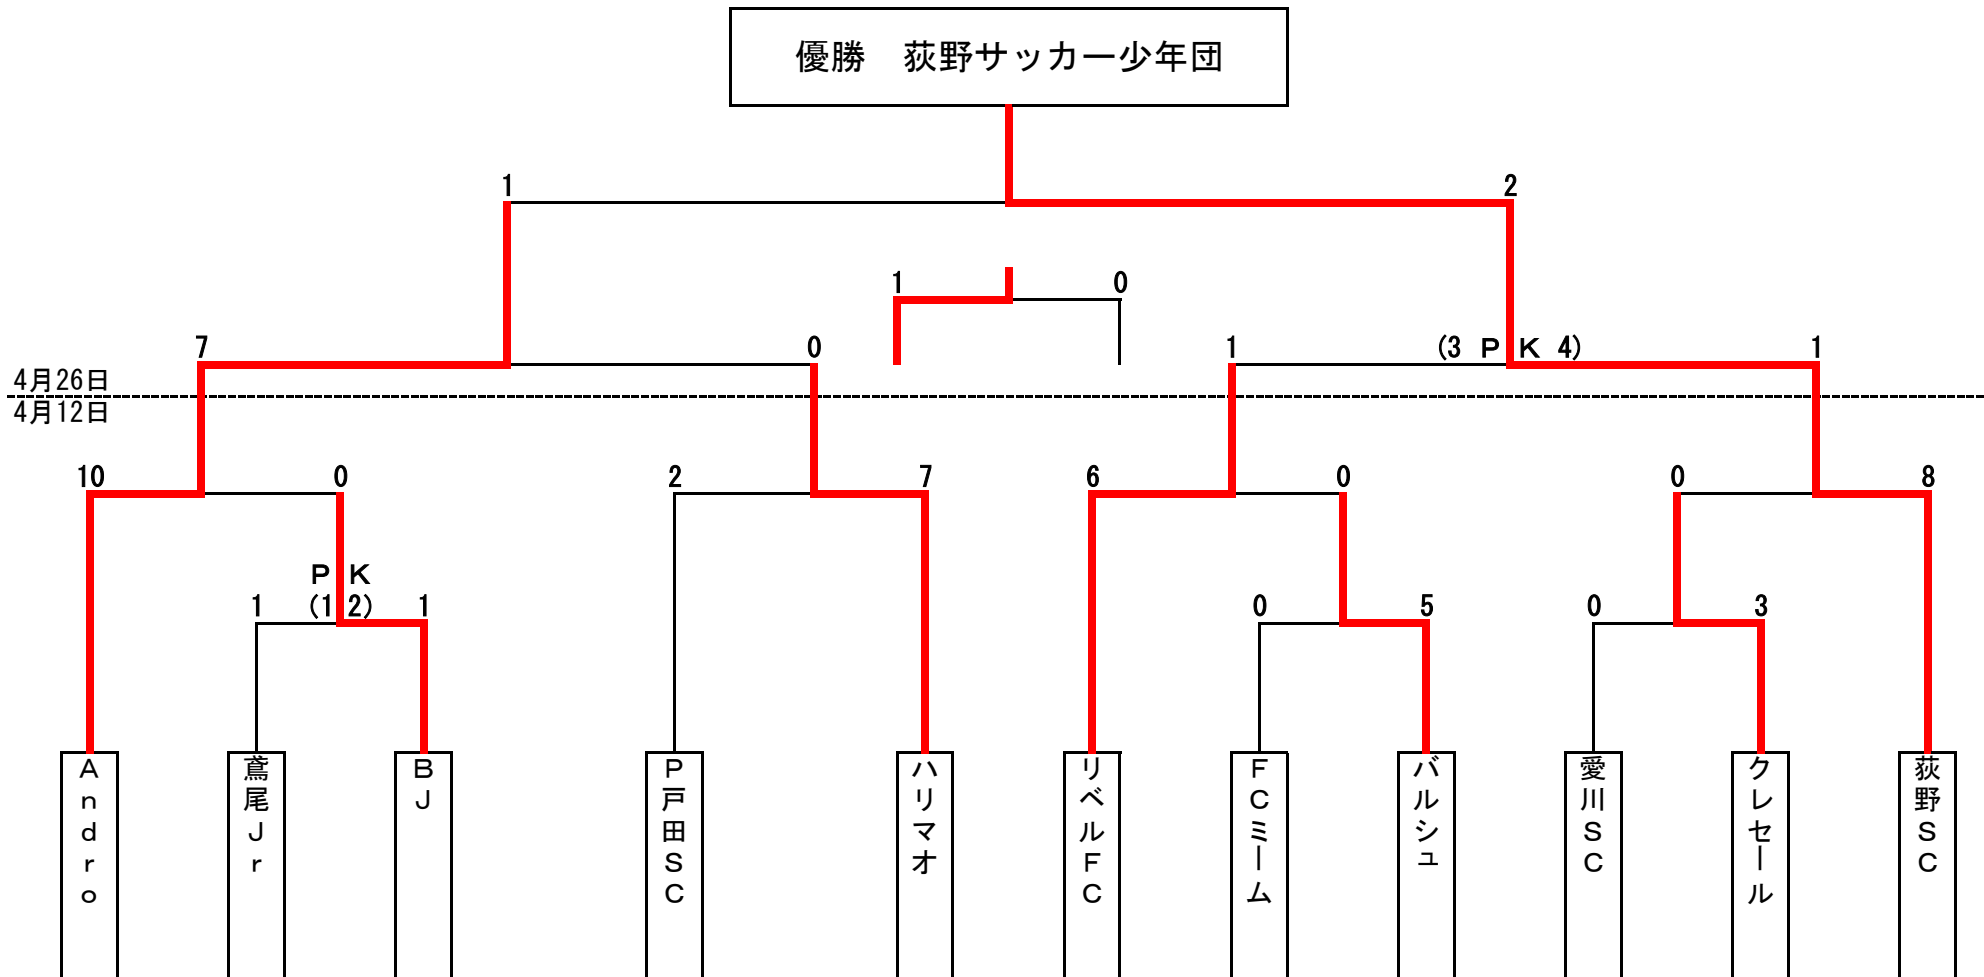 優勝　荻野サッカー少年団
1 2
1 0
7 0 1 (3 P K 4) 1
4月26日
4月12日
10 0 2 7 6 0 0 8
P K
1 (1 2) 1 0 5 0 3
Andro
鳶尾Jr
BJ
P戸田SC
ハリマオ
リベルFC
FCミーム
バルシュ
愛川SC
クレセール
荻野SC